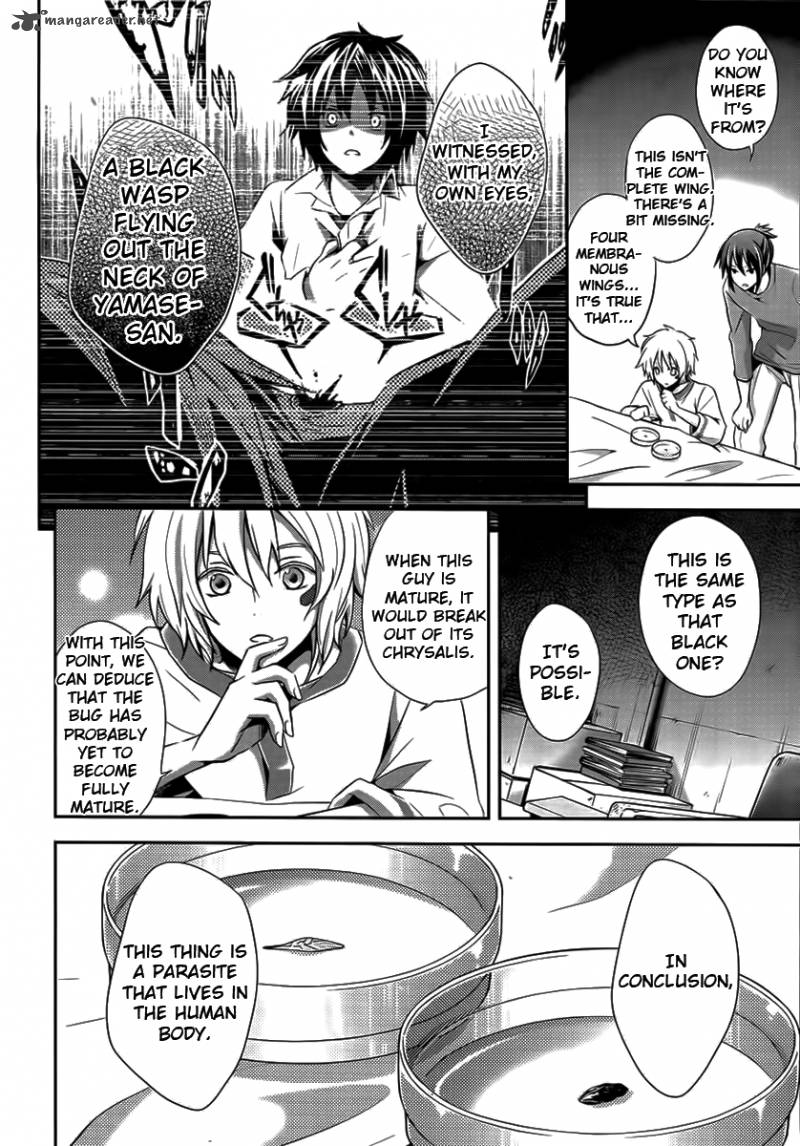 mangareader.net
DO YOU
KNOW
WHERE
IT'S
FROM?
THIS ISN'T
THE COM-
PLETE WING.
THERE'S A
BIT MISSING.
FOUR
MEMBRA-
NOUS
WINGS...
IT'S TRUE
THAT...
I
WITNESSED,
WITH MY
OWN EYES,
A BLACK
WASP
FLYING
OUT THE
NECK OF
YAMASE-
SAN.
THIS IS
THE SAME
TYPE AS
THAT
BLACK
ONE?
IT'S
POSSI-
BLE.
WHEN THIS
GUY IS
MATURE, IT
WOULD BREAK
OUT OF ITS
CHRYSALIS.
WITH THIS
POINT, WE
CAN DEDUCE
THAT THE
BUG HAS
PROBABLY
YET TO
BECOME
FULLY
MATURE.
IN
CONCLUSION,
THIS THING IS
A PARASITE
THAT LIVES IN
THE HUMAN
BODY.